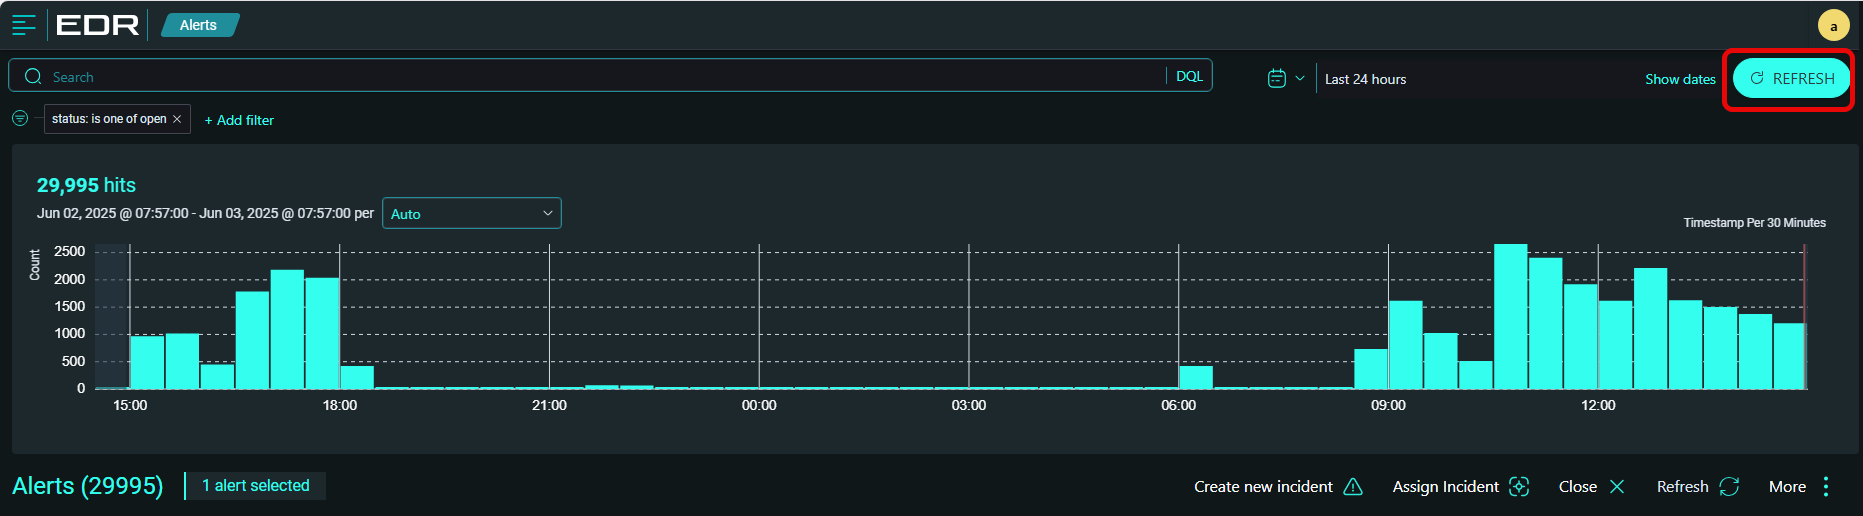 EDR
Alerts
a
Search
DQL
Last 24 hours
Show dates
REFRESH
status: is one of open ×
+ Add filter
29,995 hits
Jun 02, 2025 @ 07:57:00 - Jun 03, 2025 @ 07:57:00 per
Auto
Timestamp Per 30 Minutes
Count
2500
2000
1500
1000
500
0
15:00 18:00 21:00 00:00 03:00 06:00 09:00 12:00
Alerts (29995)
1 alert selected
Create new incident
Assign Incident
Close
Refresh
More